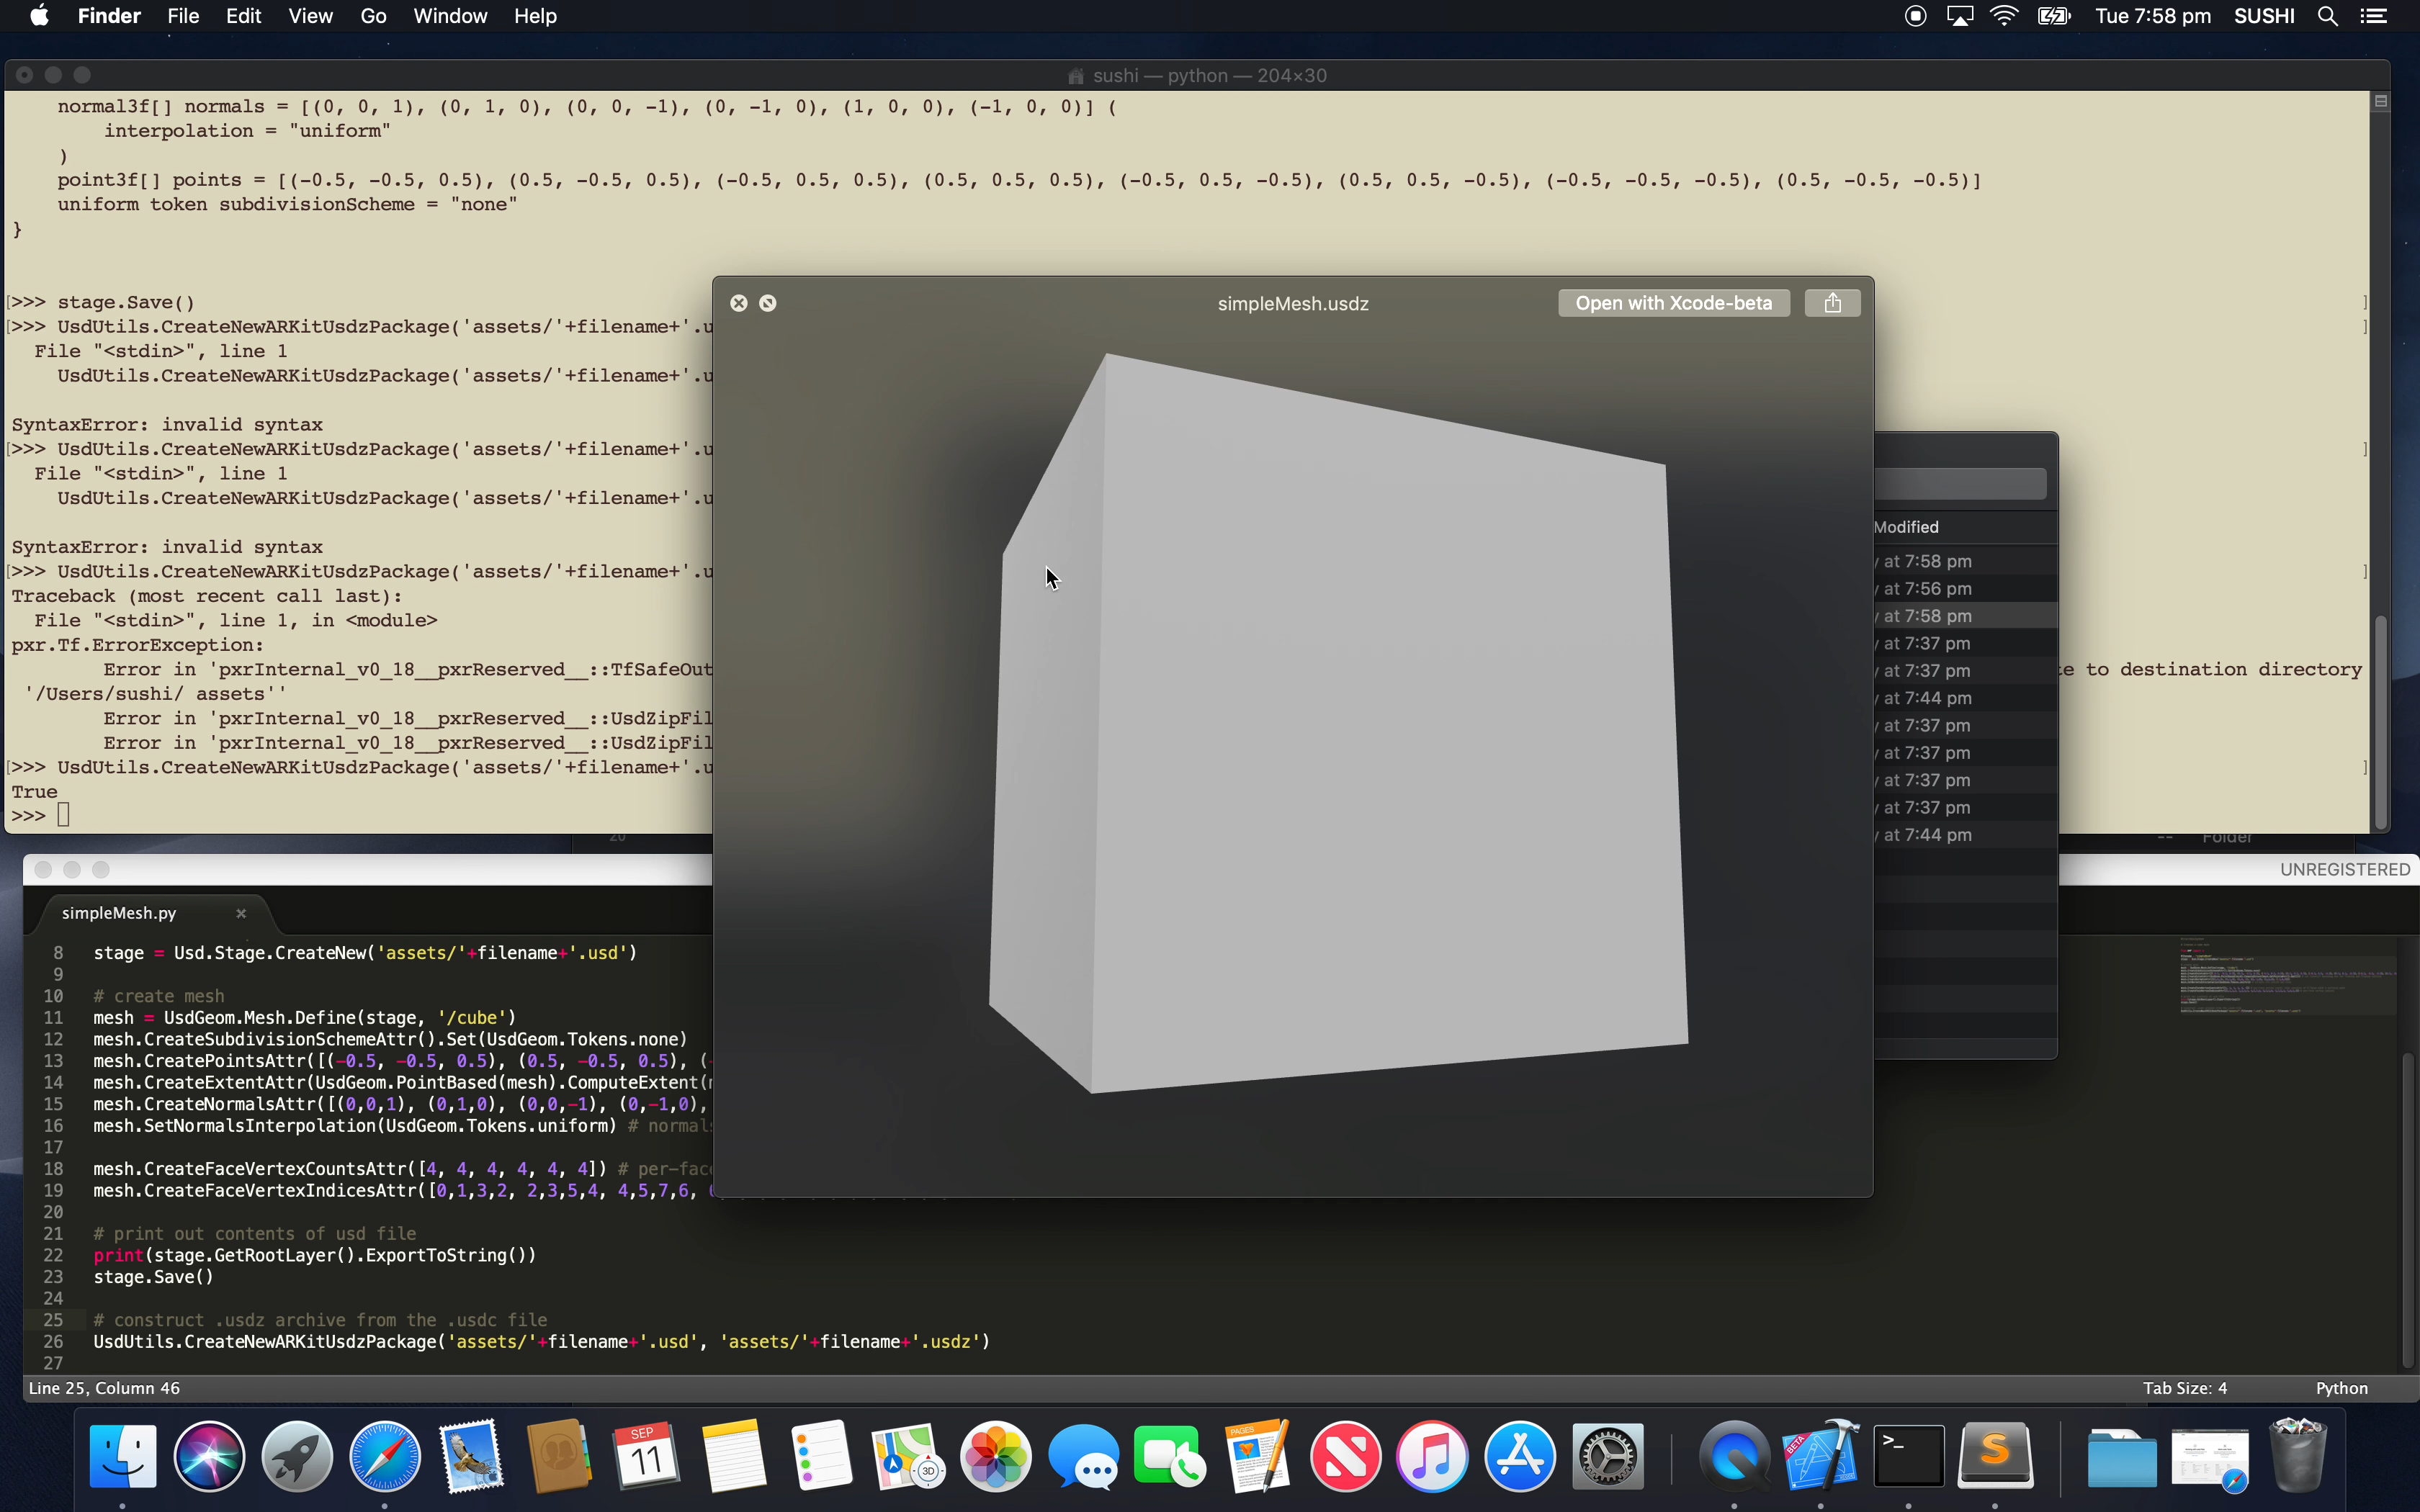 Finder File Edit View Go Window Help Tue 7:58 pm SUSHI
sushi — python — 204×30
normal3f[] normals = [(0, 0, 1), (0, 1, 0), (0, 0, -1), (0, -1, 0), (1, 0, 0), (-1, 0, 0)] (
interpolation = "uniform"
)
point3f[] points = [(-0.5, -0.5, 0.5), (0.5, -0.5, 0.5), (-0.5, 0.5, 0.5), (0.5, 0.5, 0.5), (-0.5, 0.5, -0.5), (0.5, 0.5, -0.5), (-0.5, -0.5, -0.5), (0.5, -0.5, -0.5)]
uniform token subdivisionScheme = "none"
}
[>>> stage.Save() ]
[>>> UsdUtils.CreateNewARKitUsdzPackage('assets/'+filename+'.u ]
File "<stdin>", line 1
UsdUtils.CreateNewARKitUsdzPackage('assets/'+filename+'.u
SyntaxError: invalid syntax
[>>> UsdUtils.CreateNewARKitUsdzPackage('assets/'+filename+'.u ]
File "<stdin>", line 1
UsdUtils.CreateNewARKitUsdzPackage('assets/'+filename+'.u
SyntaxError: invalid syntax
[>>> UsdUtils.CreateNewARKitUsdzPackage('assets/'+filename+'.u ]
Traceback (most recent call last):
File "<stdin>", line 1, in <module>
pxr.Tf.ErrorException:
Error in 'pxrInternal_v0_18__pxrReserved__::TfSafeOut e to destination directory
'/Users/sushi/ assets''
Error in 'pxrInternal_v0_18__pxrReserved__::UsdZipFil
Error in 'pxrInternal_v0_18__pxrReserved__::UsdZipFil
[>>> UsdUtils.CreateNewARKitUsdzPackage('assets/'+filename+'.u ]
True
>>>
simpleMesh.usdz
Open with Xcode-beta
Modified
at 7:58 pm
at 7:56 pm
at 7:58 pm
at 7:37 pm
at 7:37 pm
at 7:44 pm
at 7:37 pm
at 7:37 pm
at 7:37 pm
at 7:37 pm
at 7:44 pm
-- Folder
UNREGISTERED
simpleMesh.py
8 stage = Usd.Stage.CreateNew('assets/'+filename+'.usd')
9
10 # create mesh
11 mesh = UsdGeom.Mesh.Define(stage, '/cube')
12 mesh.CreateSubdivisionSchemeAttr().Set(UsdGeom.Tokens.none)
13 mesh.CreatePointsAttr([(-0.5, -0.5, 0.5), (0.5, -0.5, 0.5), (-
14 mesh.CreateExtentAttr(UsdGeom.PointBased(mesh).ComputeExtent(
15 mesh.CreateNormalsAttr([(0,0,1), (0,1,0), (0,0,-1), (0,-1,0),
16 mesh.SetNormalsInterpolation(UsdGeom.Tokens.uniform) # normal
17
18 mesh.CreateFaceVertexCountsAttr([4, 4, 4, 4, 4, 4]) # per-face
19 mesh.CreateFaceVertexIndicesAttr([0,1,3,2, 2,3,5,4, 4,5,7,6,
20
21 # print out contents of usd file
22 print(stage.GetRootLayer().ExportToString())
23 stage.Save()
24
25 # construct .usdz archive from the .usdc file
26 UsdUtils.CreateNewARKitUsdzPackage('assets/'+filename+'.usd', 'assets/'+filename+'.usdz')
27
Line 25, Column 46 Tab Size: 4 Python
SEP
11
3D
PAGES
BETA
>_
S